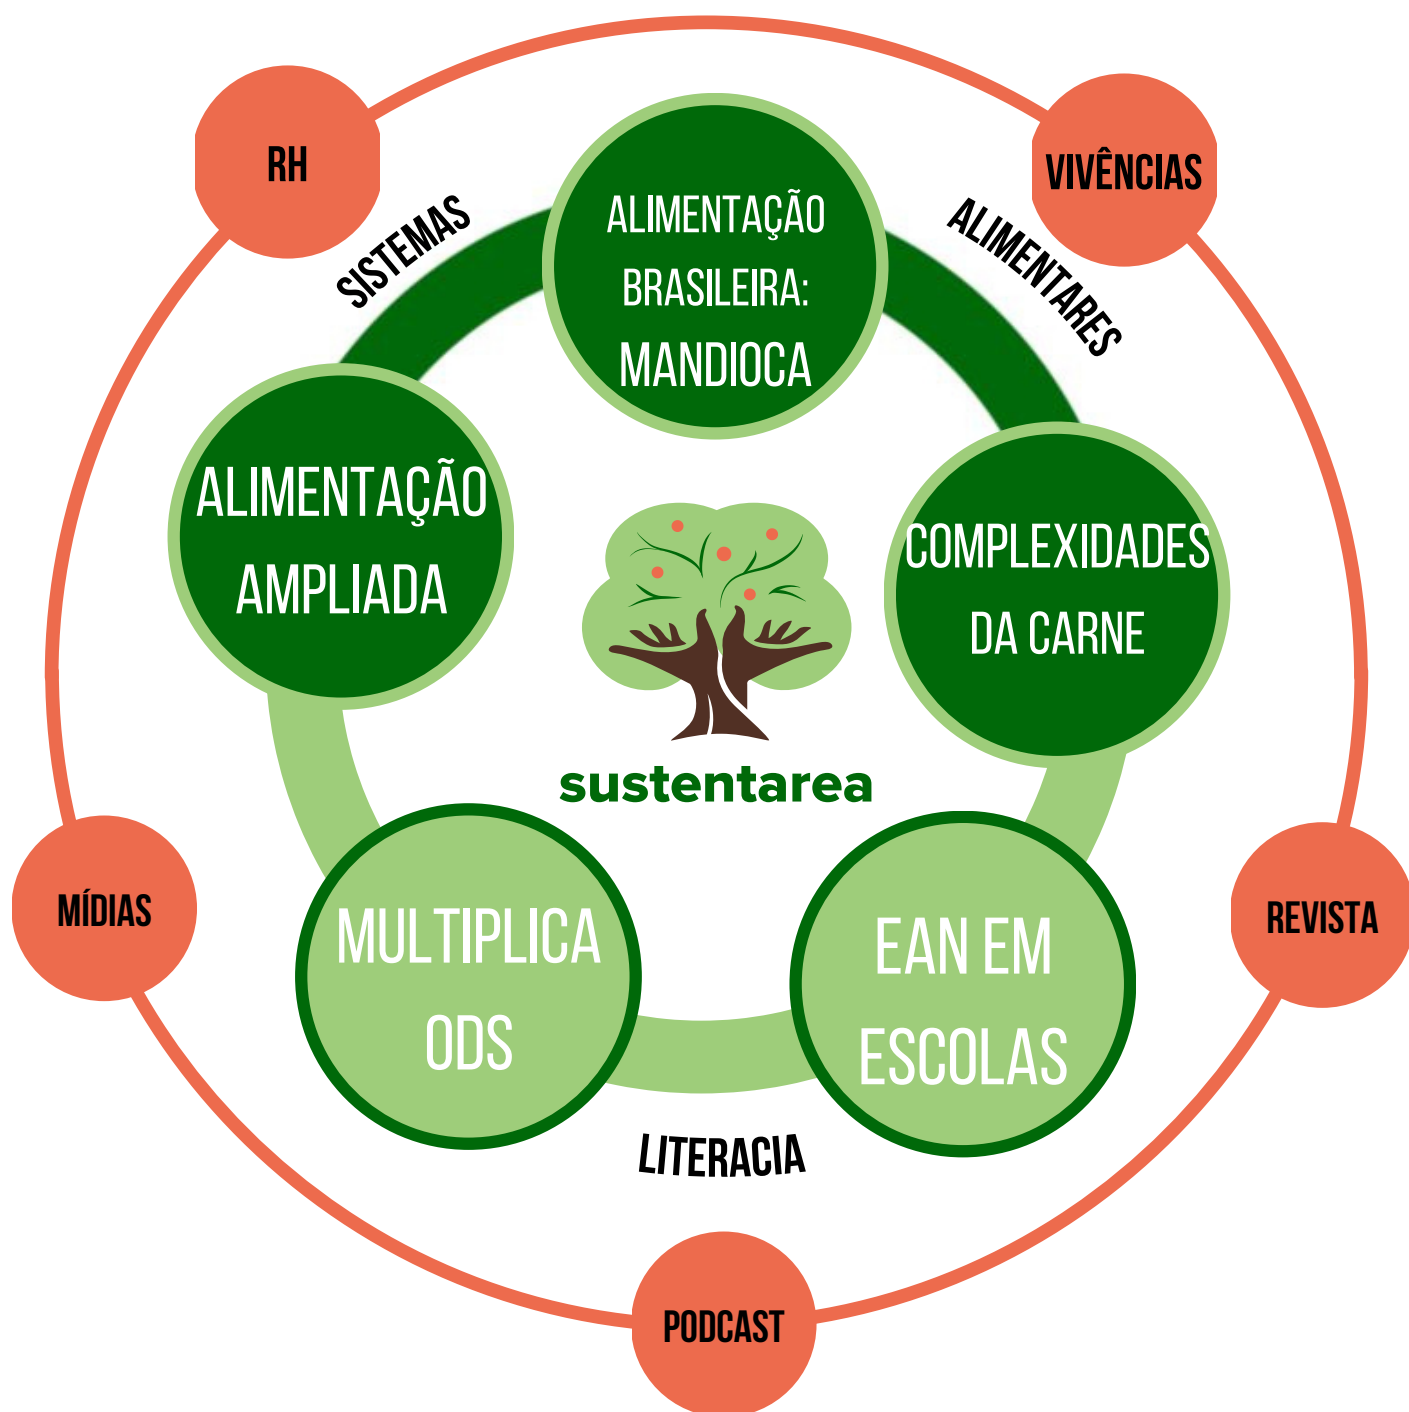 RH
VIVÊNCIAS
SISTEMAS
ALIMENTARES
ALIMENTAÇÃO
BRASILEIRA:
MANDIOCA
ALIMENTAÇÃO
AMPLIADA
COMPLEXIDADES
DA CARNE
sustentarea
MULTIPLICA
ODS
EAN EM
ESCOLAS
MÍDIAS
REVISTA
LITERACIA
PODCAST